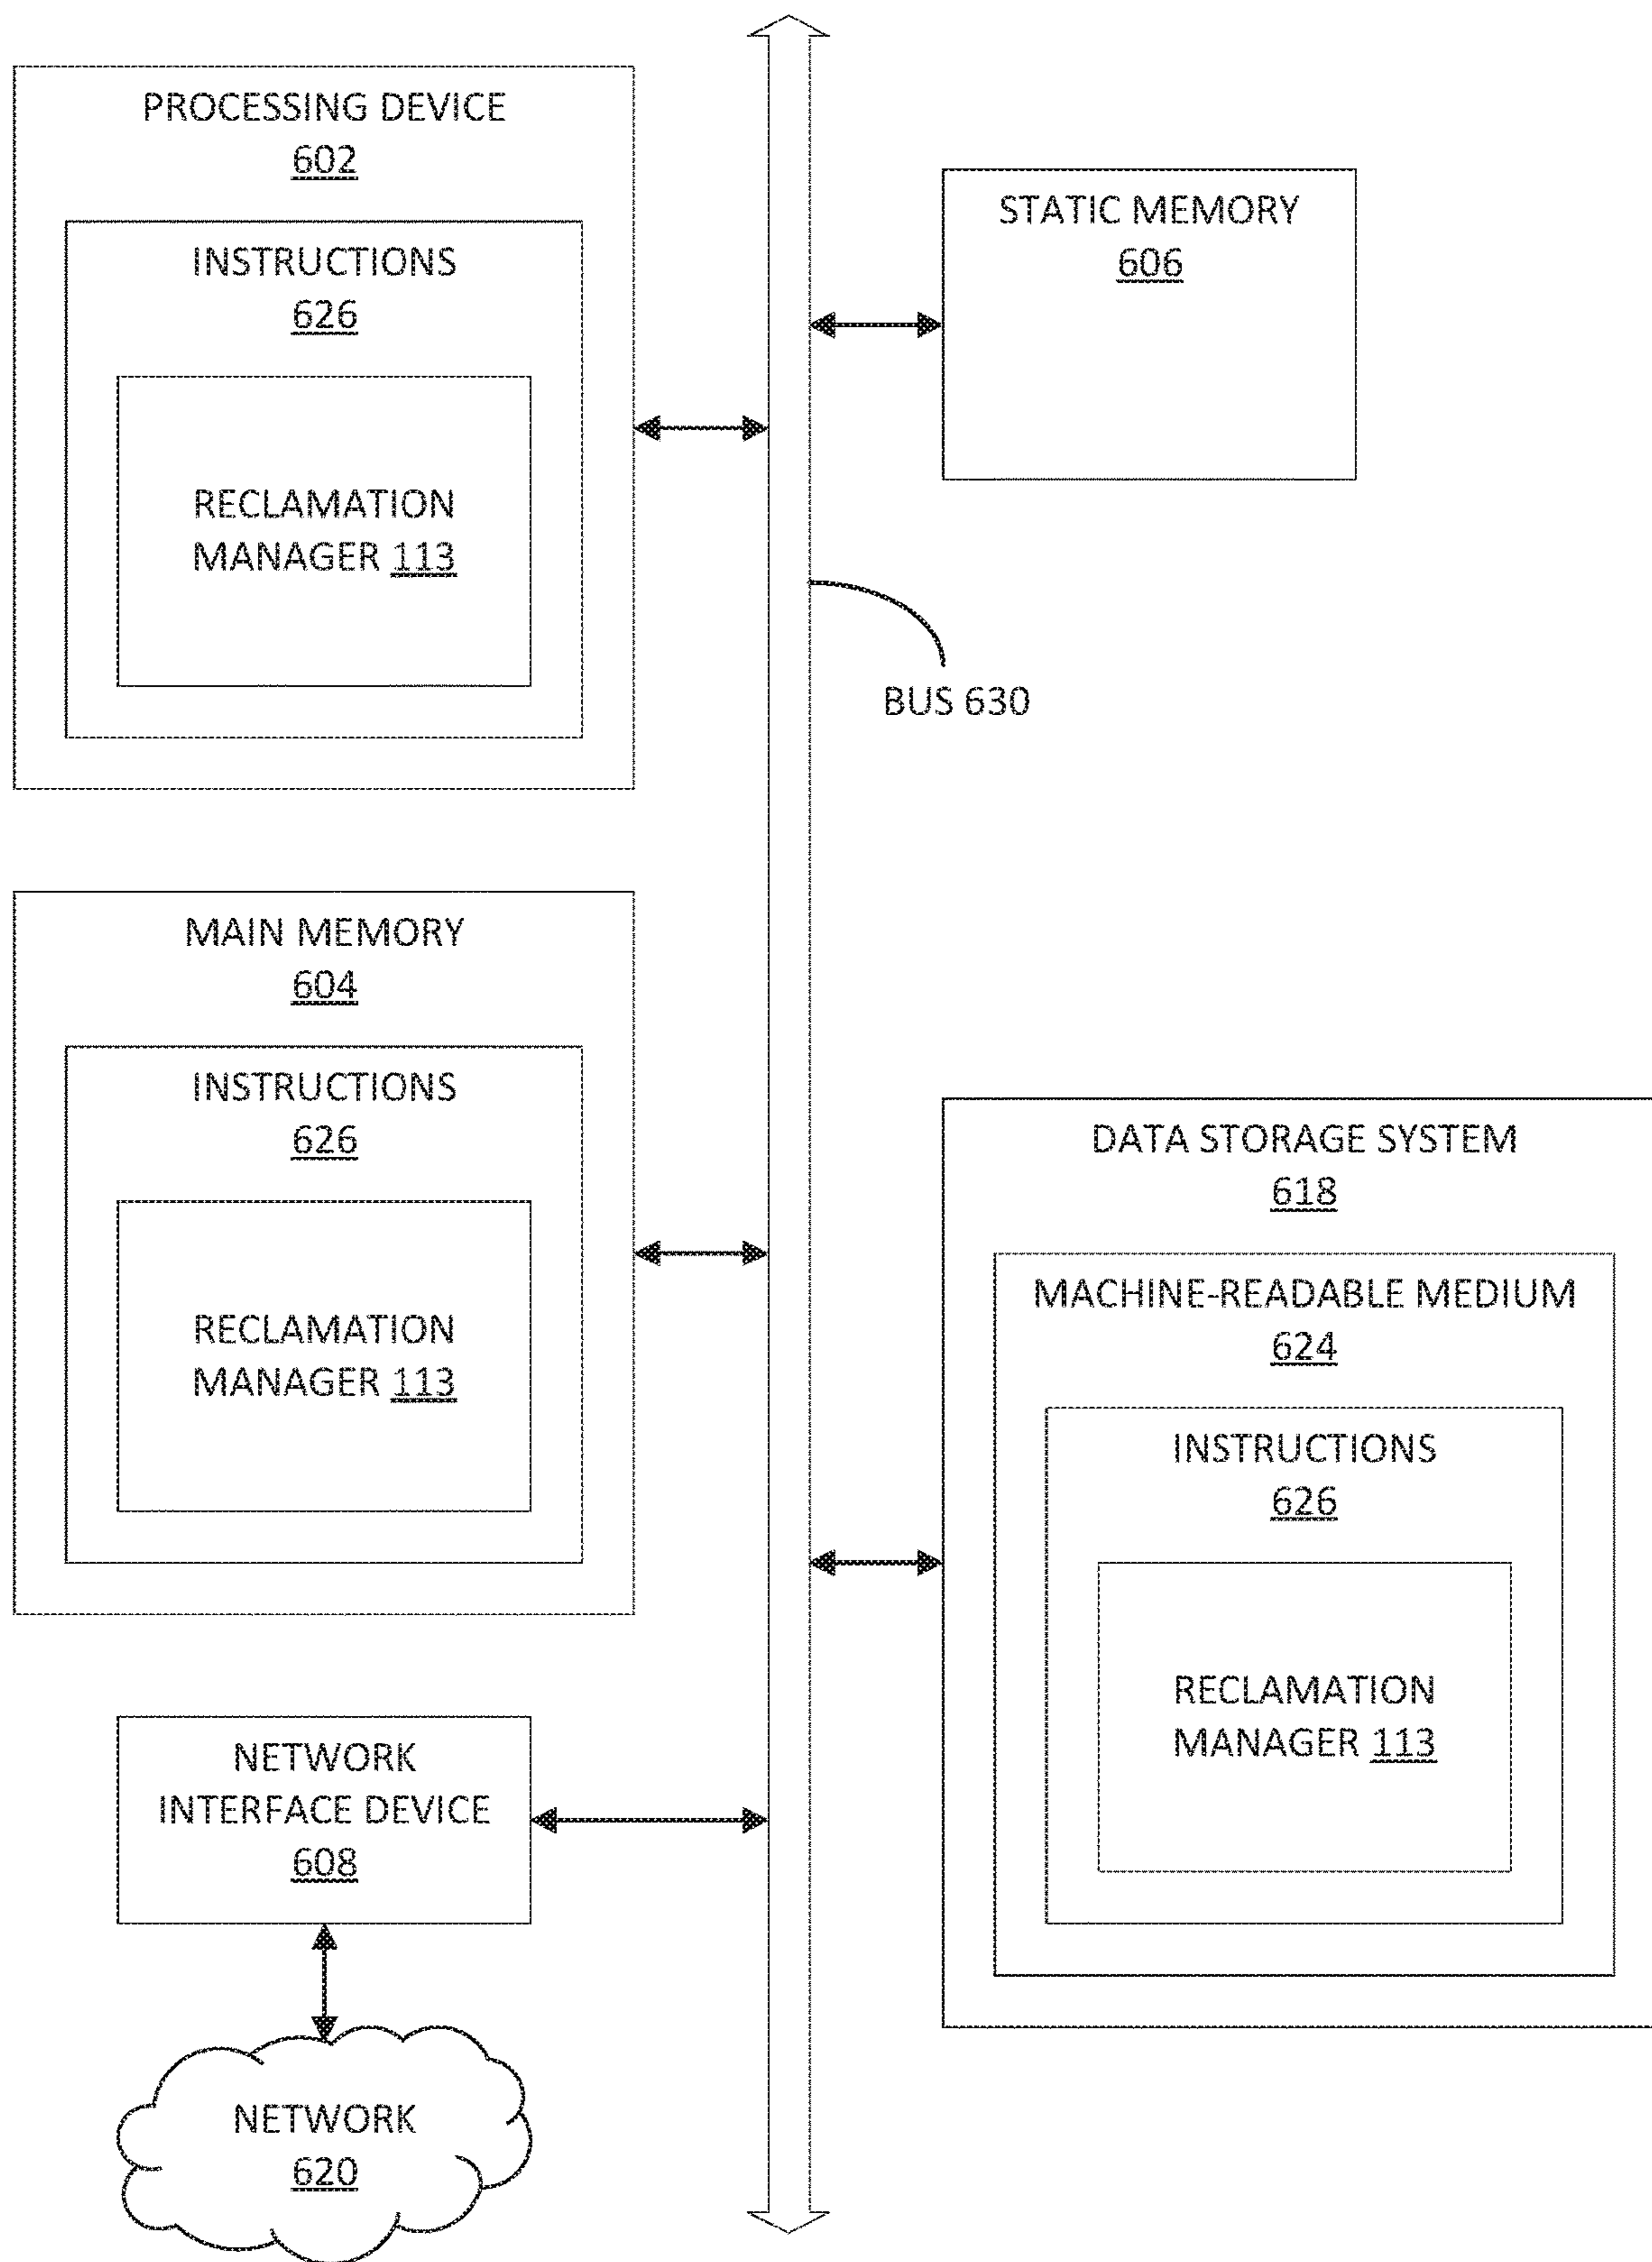 PROCESSING DEVICE
602
INSTRUCTIONS
626
RECLAMATION
MANAGER 113
STATIC MEMORY
606
BUS 630
MAIN MEMORY
604
INSTRUCTIONS
626
RECLAMATION
MANAGER 113
DATA STORAGE SYSTEM
618
MACHINE-READABLE MEDIUM
624
INSTRUCTIONS
626
RECLAMATION
MANAGER 113
NETWORK
INTERFACE DEVICE
608
NETWORK
620